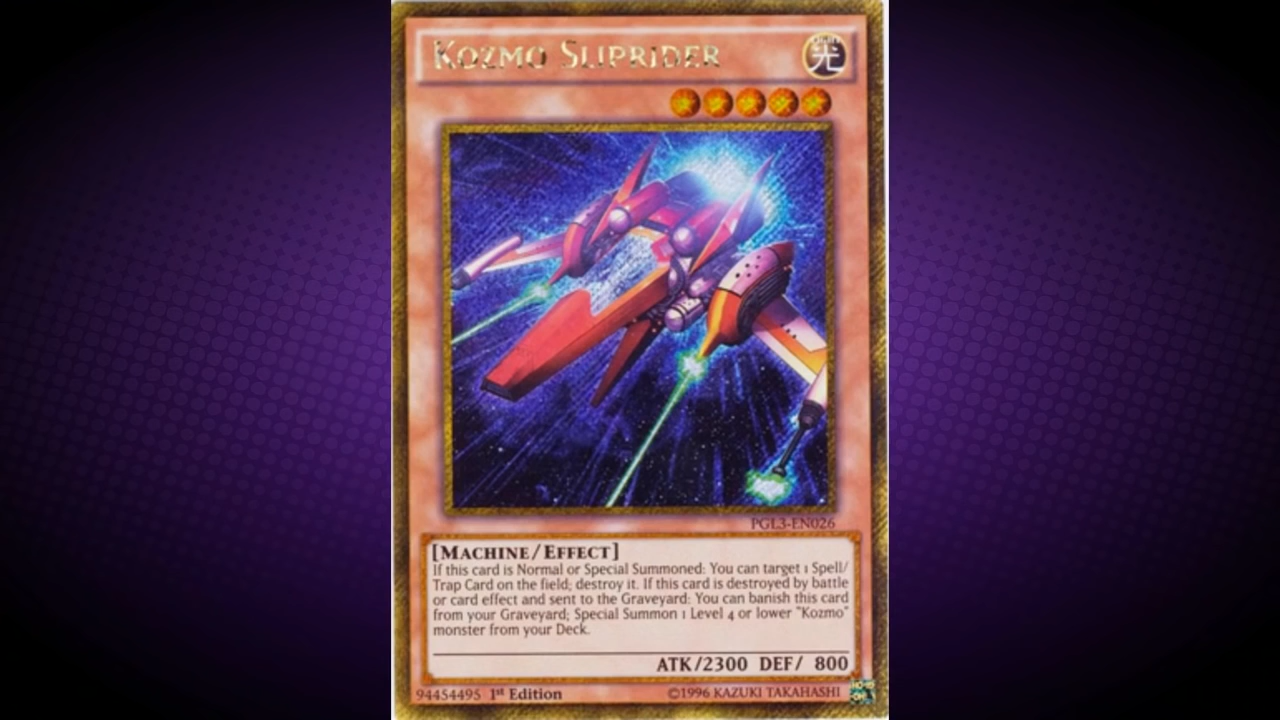 Kozmo Sliprider
光
PGL3-EN026
[Machine/Effect]
If this card is Normal or Special Summoned: You can target 1 Spell/
Trap Card on the field; destroy it. If this card is destroyed by battle
or card effect and sent to the Graveyard: You can banish this card
from your Graveyard; Special Summon 1 Level 4 or lower "Kozmo"
monster from your Deck.
ATK/2300 DEF/ 800
94454495 1st Edition ©1996 KAZUKI TAKAHASHI